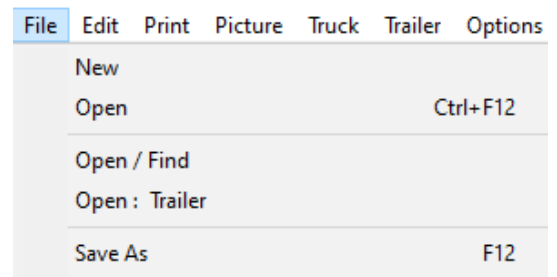 File Edit Print Picture Truck Trailer Options
New
Open Ctrl+F12
Open / Find
Open : Trailer
Save As F12